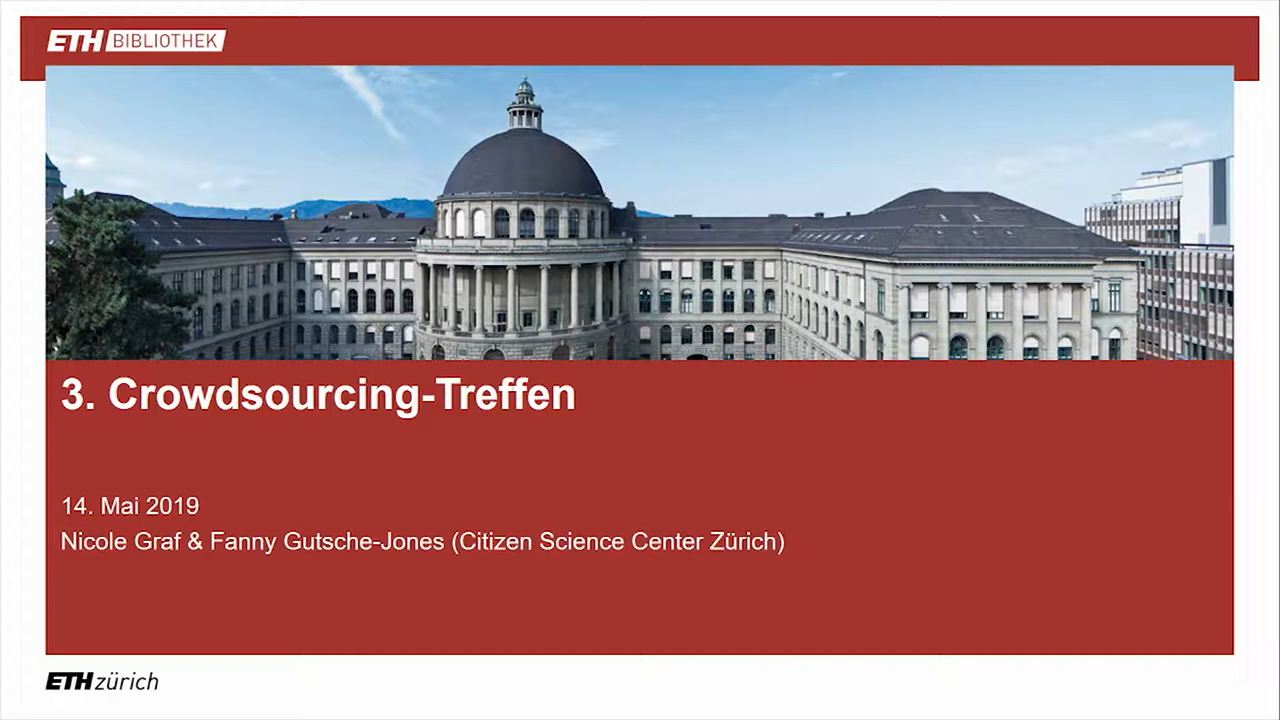 ETH BIBLIOTHEK
3. Crowdsourcing-Treffen
14. Mai 2019
Nicole Graf & Fanny Gutsche-Jones (Citizen Science Center Zürich)
ETH zürich